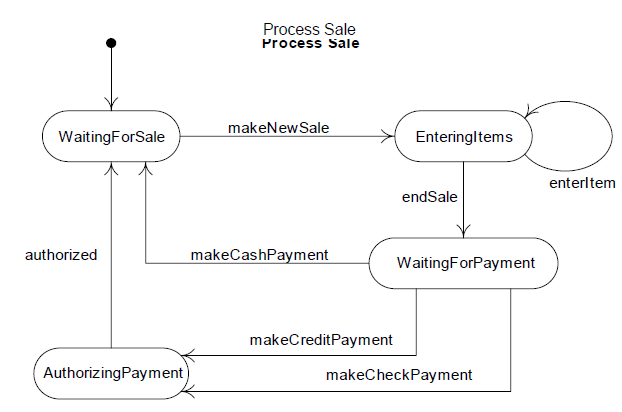 Process Sale
Process Sale
WaitingForSale
makeNewSale
EnteringItems
enterItem
endSale
authorized
makeCashPayment
WaitingForPayment
makeCreditPayment
AuthorizingPayment
makeCheckPayment